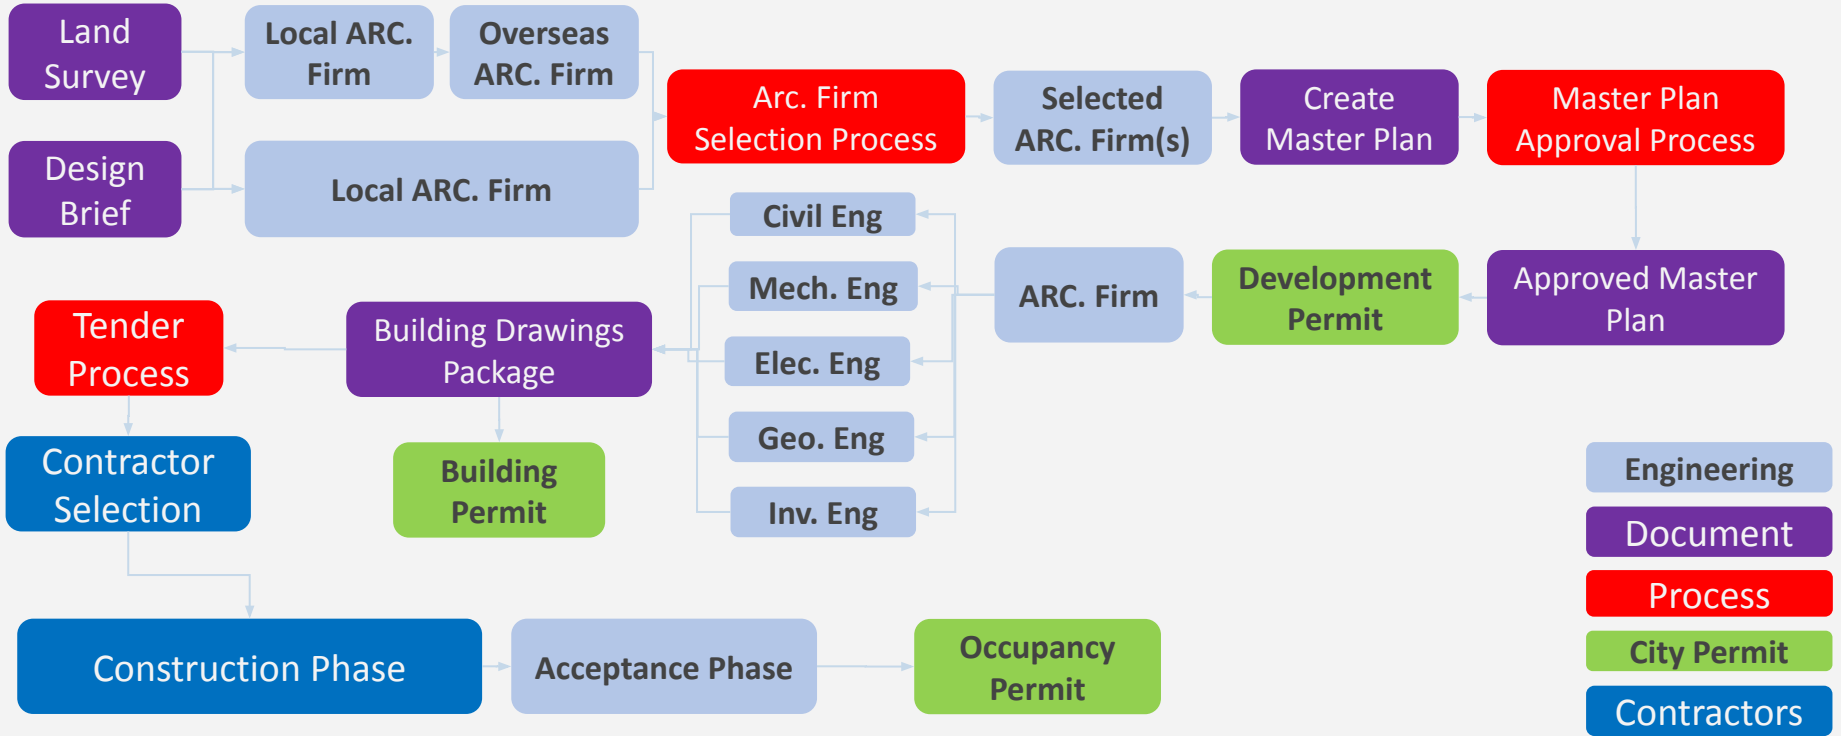 Land
Survey
Local ARC.
Firm
Overseas
ARC. Firm
Arc. Firm
Selection Process
Selected
ARC. Firm(s)
Create
Master Plan
Master Plan
Approval Process
Design
Brief
Local ARC. Firm
Civil Eng
Mech. Eng
Elec. Eng
Geo. Eng
Inv. Eng
ARC. Firm
Development
Permit
Approved Master
Plan
Tender
Process
Building Drawings
Package
Contractor
Selection
Building
Permit
Construction Phase
Acceptance Phase
Occupancy
Permit
Engineering
Document
Process
City Permit
Contractors